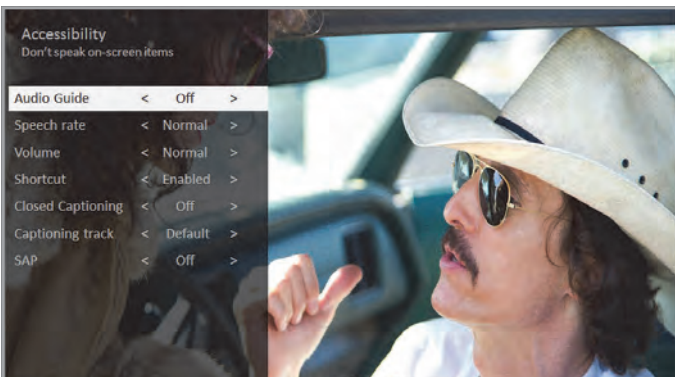 Accessibility
Don't speak on-screen items
Audio Guide < Off >
Speech rate < Normal >
Volume < Normal >
Shortcut < Enabled >
Closed Captioning < Off >
Captioning track < Default >
SAP < Off >